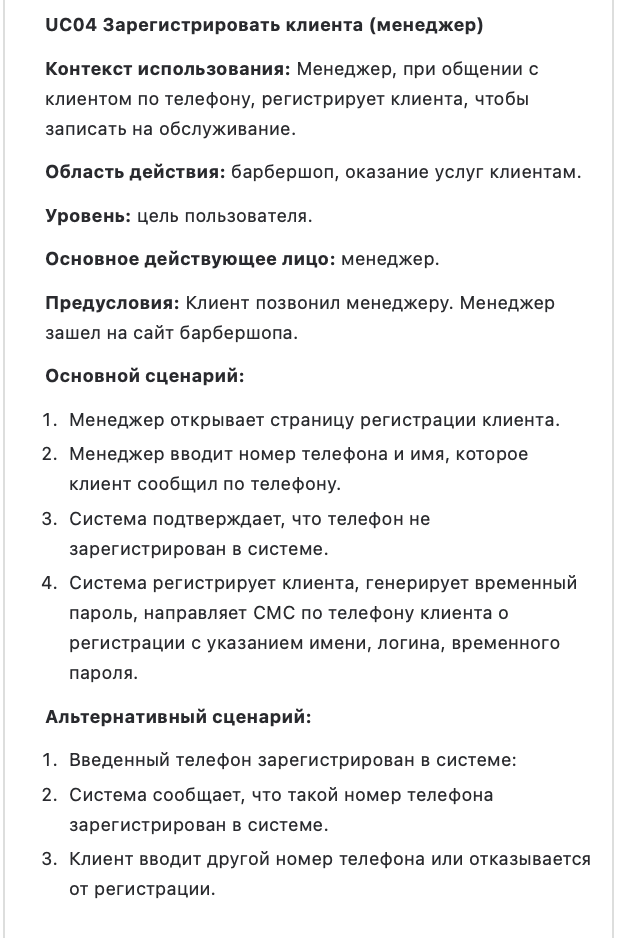 UC04 Зарегистрировать клиента (менеджер)
Контекст использования: Менеджер, при общении с
клиентом по телефону, регистрирует клиента, чтобы
записать на обслуживание.
Область действия: барбершоп, оказание услуг клиентам.
Уровень: цель пользователя.
Основное действующее лицо: менеджер.
Предусловия: Клиент позвонил менеджеру. Менеджер
зашел на сайт барбершопа.
Основной сценарий:
1. Менеджер открывает страницу регистрации клиента.
2. Менеджер вводит номер телефона и имя, которое
клиент сообщил по телефону.
3. Система подтверждает, что телефон не
зарегистрирован в системе.
4. Система регистрирует клиента, генерирует временный
пароль, направляет СМС по телефону клиента о
регистрации с указанием имени, логина, временного
пароля.
Альтернативный сценарий:
1. Введенный телефон зарегистрирован в системе:
2. Система сообщает, что такой номер телефона
зарегистрирован в системе.
3. Клиент вводит другой номер телефона или отказывается
от регистрации.